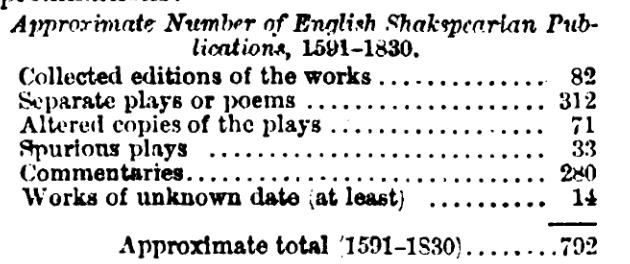 Approximate Number of English Shakspearian Pub-
lications, 1591-1830.
Collected editions of the works ................. 82
Separate plays or poems ................. 312
Altered copies of the plays ................. 71
Spurious plays ................. 33
Commentaries................. 280
Works of unknown date (at least) .......... 14
Approximate total (1591-1830)........792